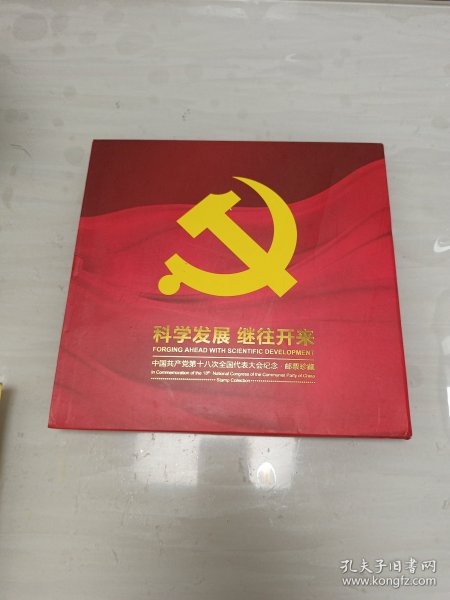 科学发展 继往开来
FORGING AHEAD WITH SCIENTIFIC DEVELOPMENT
中国共产党第十八次全国代表大会纪念·邮票珍藏
In Commemoration of the 18th National Congress of the Communist Party of China
Stamp Collection
孔夫子旧书网
www.kongfz.com